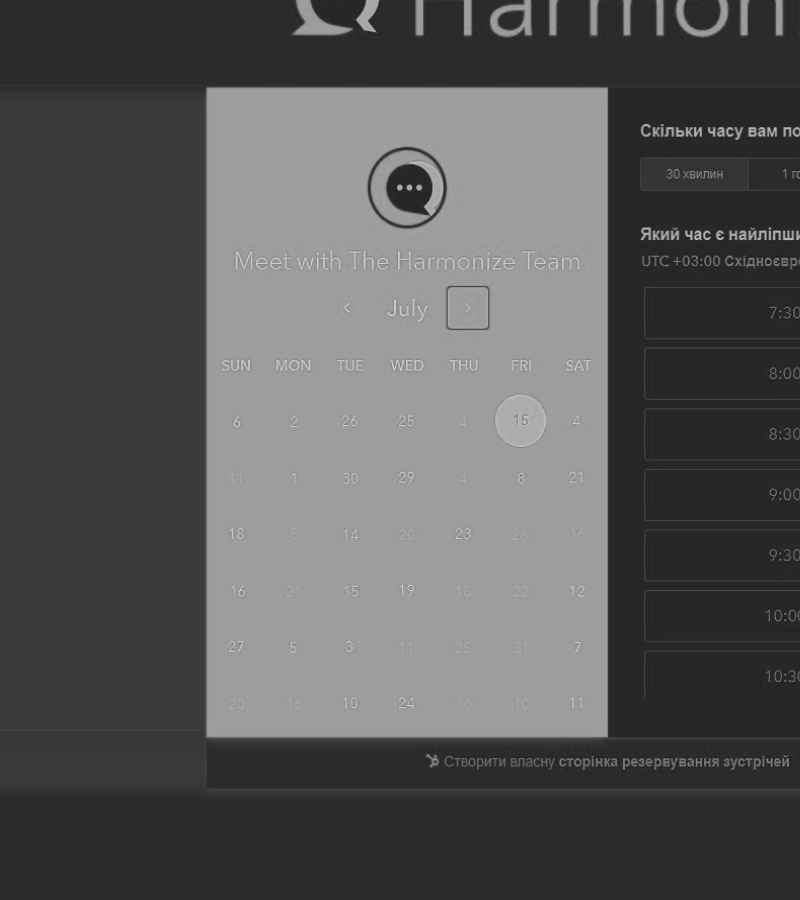 Harmon
Meet with The Harmonize Team
July
SUN MON TUE WED THU FRI SAT
6 2 26 25 4 15 4
11 1 30 29 4 8 21
18 8 14 20 23 28 16
16 21 15 19 18 22 12
27 5 3 11 25 31 7
20 16 10 24 16 10 11
Скільки часу вам по
30 хвилин 1 го
Який час є найліпши
UTC +03:00 Східноєвро
7:30
8:00
8:30
9:00
9:30
10:00
10:30
Створити власну сторінка резервування зустрічей